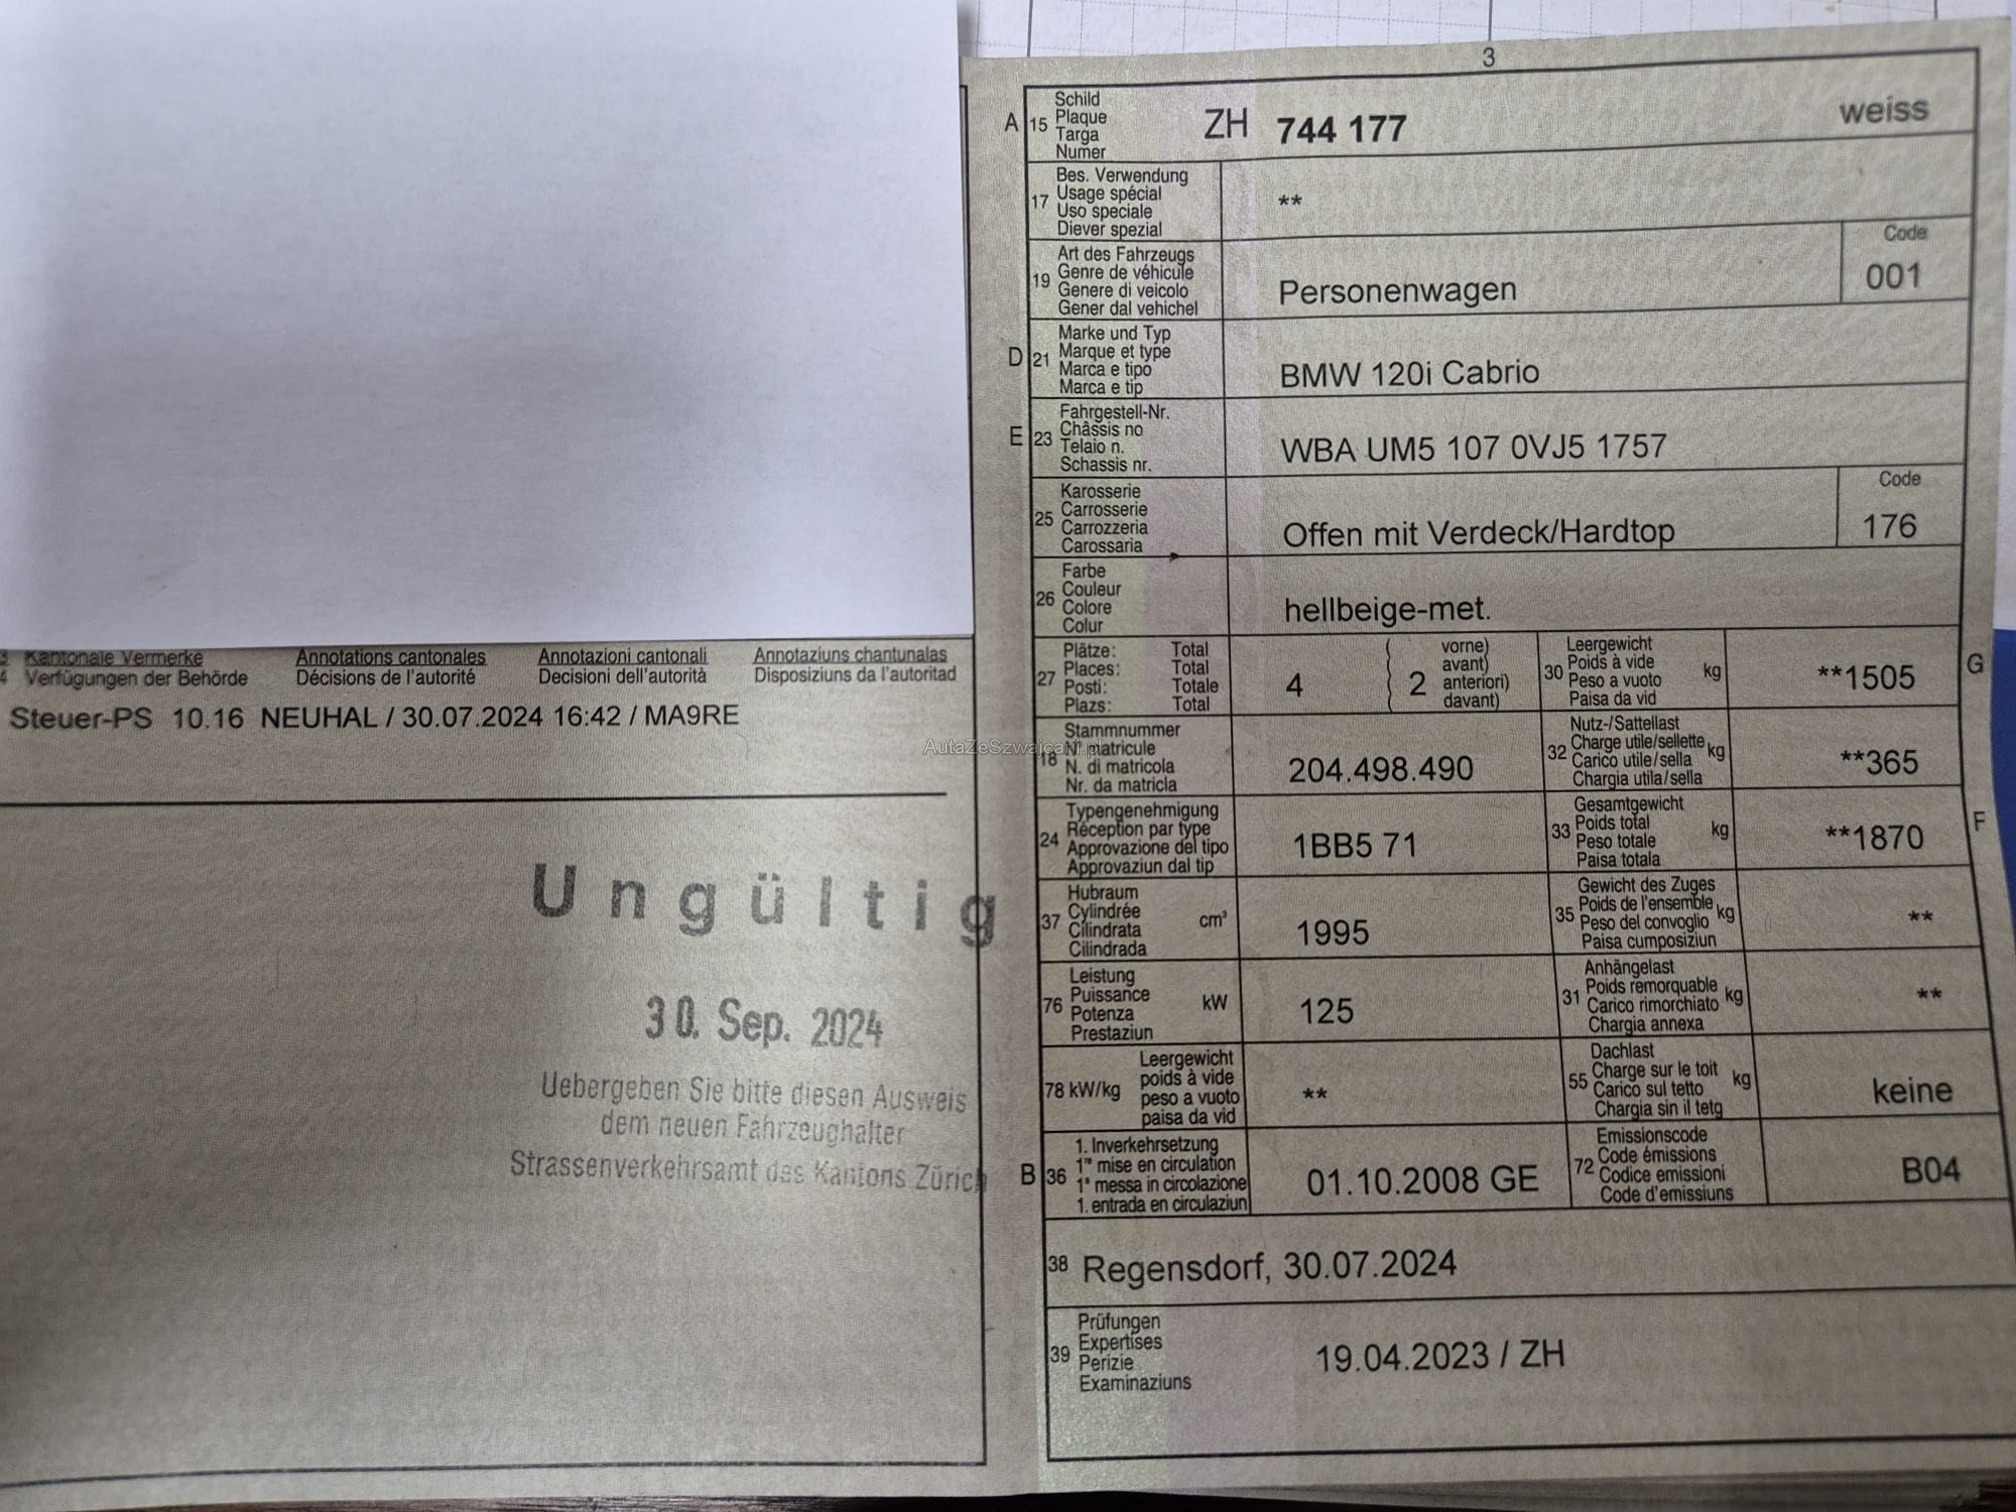 Kantonale Vermerke Annotations cantonales Annotazioni cantonali Annotaziuns chantunalas
Verfügungen der Behörde Décisions de l'autorité Decisioni dell'autorità Disposiziuns da l'autoritad
Steuer-PS 10.16 NEUHAL / 30.07.2024 16:42 / MA9RE
Ungültig
30. Sep. 2024
Uebergeben Sie bitte diesen Ausweis
dem neuen Fahrzeughalter
Strassenverkehrsamt des Kantons Zürich
AutaZeSzwajcarii.pl
3
A 15 Schild
Plaque
Targa
Numer
ZH 744 177 weiss
17 Bes. Verwendung
Usage spécial
Uso speciale
Diever spezial
**
19 Art des Fahrzeugs
Genre de véhicule
Genere di veicolo
Gener dal vehichel
Personenwagen
Code
001
D 21 Marke und Typ
Marque et type
Marca e tipo
Marca e tip
BMW 120i Cabrio
E 23 Fahrgestell-Nr.
Châssis no
Telaio n.
Schassis nr.
WBA UM5 107 0VJ5 1757
25 Karosserie
Carrosserie
Carrozzeria
Carossaria
Offen mit Verdeck/Hardtop
Code
176
26 Farbe
Couleur
Colore
Colur
hellbeige-met.
27 Plätze: Total
Places: Total
Posti: Totale
Plazs: Total
4 ( 2 vorne)
avant)
anteriori)
davant)
30 Leergewicht
Poids à vide
Peso a vuoto
Paisa da vid
kg
**1505
G
18 Stammnummer
N° matricule
N. di matricola
Nr. da matricla
204.498.490
32 Nutz-/Sattellast
Charge utile/sellette
Carico utile/sella
Chargia utila/sella
kg
**365
24 Typengenehmigung
Réception par type
Approvazione del tipo
Approvaziun dal tip
1BB5 71
33 Gesamtgewicht
Poids total
Peso totale
Paisa totala
kg
**1870
F
37 Hubraum
Cylindrée
Cilindrata
Cilindrada
cm³
1995
35 Gewicht des Zuges
Poids de l'ensemble
Peso del convoglio
Paisa cumposiziun
kg
**
76 Leistung
Puissance
Potenza
Prestaziun
kW
125
31 Anhängelast
Poids remorquable
Carico rimorchiato
Chargia annexa
kg
**
78 kW/kg Leergewicht
poids à vide
peso a vuoto
paisa da vid
**
55 Dachlast
Charge sur le toit
Carico sul tetto
Chargia sin il tetg
kg
keine
B 36 1. Inverkehrsetzung
1re mise en circulation
1a messa in circolazione
1. entrada en circulaziun
01.10.2008 GE
72 Emissionscode
Code émissions
Codice emissioni
Code d'emissiuns
B04
38 Regensdorf, 30.07.2024
39 Prüfungen
Expertises
Perizie
Examinaziuns
19.04.2023 / ZH